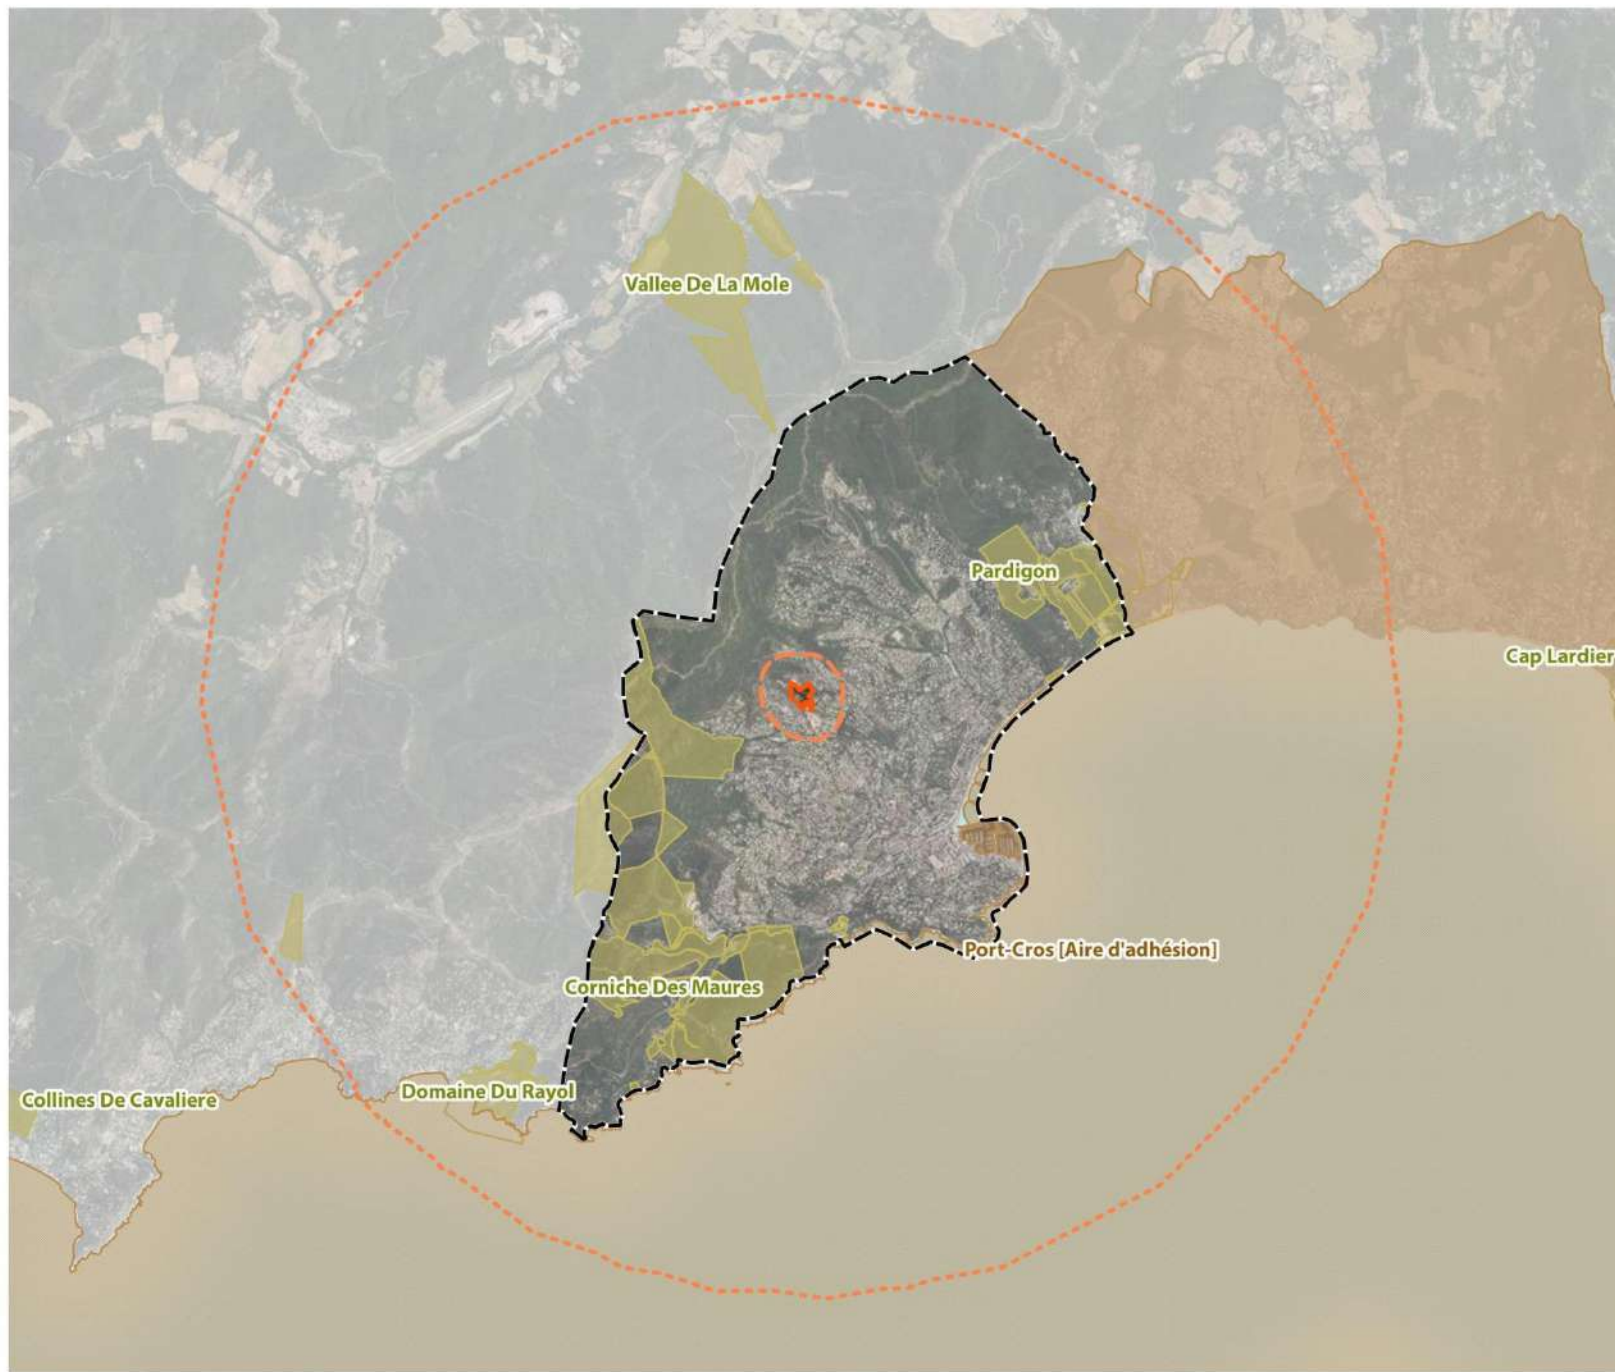 Vallee De La Mole
Pardigon
Cap Lardier
Port-Cros [Aire d'adhésion]
Corniche Des Maures
Domaine Du Rayol
Collines De Cavaliere